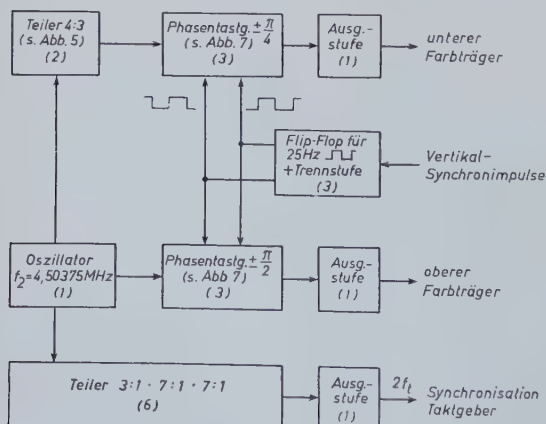 Teiler 4:3
(s. Abb. 5)
(2)
Phasentastg. ± π/4
(s. Abb. 7)
(3)
Ausg.-
stufe
(1)
unterer
Farbträger
Flip-Flop für
25Hz
+Trennstufe
(3)
Vertikal-
Synchronimpulse
Oszillator
f₂=4,50375MHz
(1)
Phasentastg. ± π/2
(s. Abb 7)
(3)
Ausg.-
stufe
(1)
oberer
Farbträger
Teiler 3:1 · 7:1 · 7:1
(6)
Ausg.-
stufe
(1)
2fₜ
Synchronisation
Taktgeber